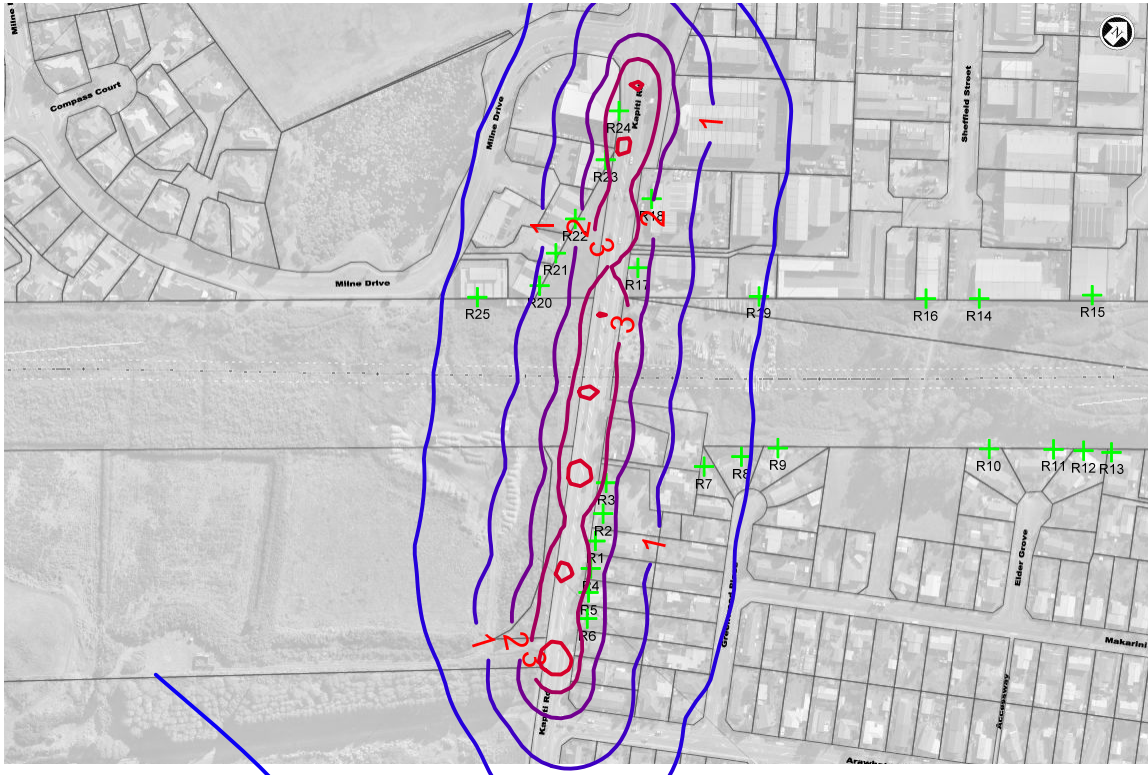 Compass Court
Milne Drive
Kapiti R
Sheffield Street
R24
1
R23
R18
1
2
2
R22
3
R21
R17
Milne Drive
R20
R25
R19
R16
R14
R15
3
R7
R8
R9
R10
R11
R12
R13
R3
R2
R1
1
R4
R5
R6
Elder Grove
1
2
3
Makarini
Kapiti Ro
Accessway